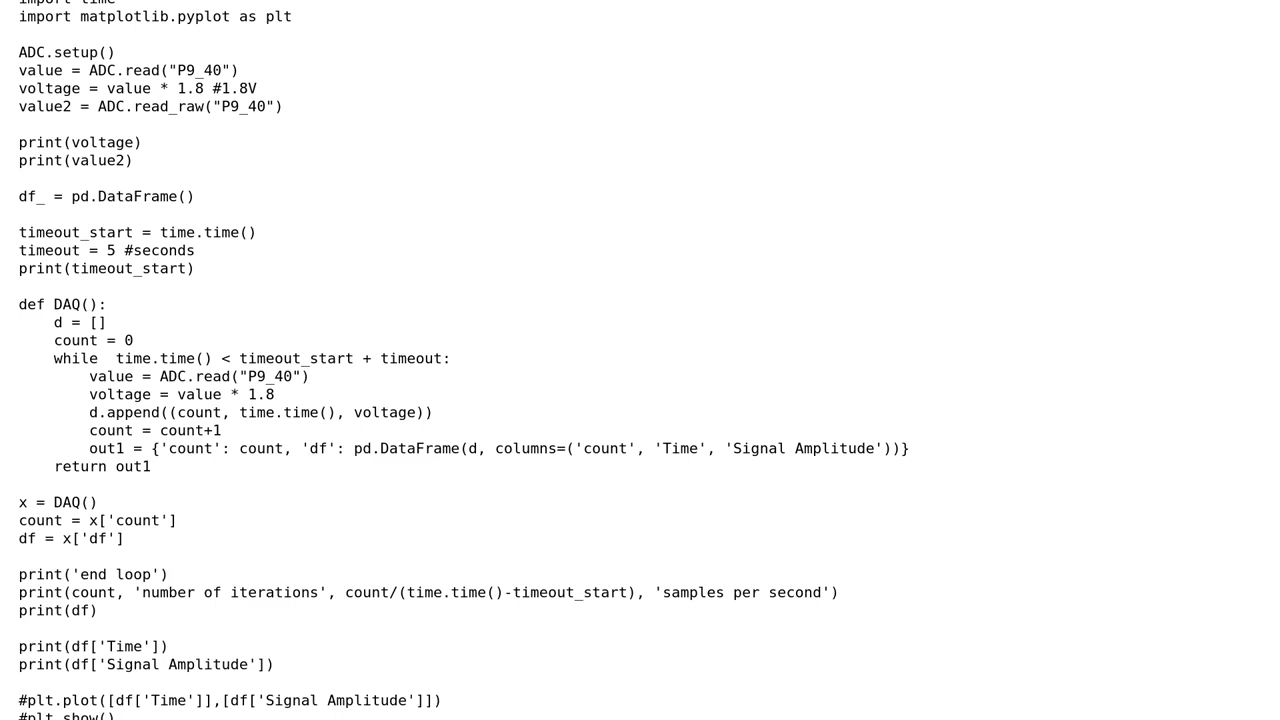 import time
import matplotlib.pyplot as plt
ADC.setup()
value = ADC.read("P9_40")
voltage = value * 1.8 #1.8V
value2 = ADC.read_raw("P9_40")
print(voltage)
print(value2)
df_ = pd.DataFrame()
timeout_start = time.time()
timeout = 5 #seconds
print(timeout_start)
def DAQ():
    d = []
    count = 0
    while  time.time() < timeout_start + timeout:
        value = ADC.read("P9_40")
        voltage = value * 1.8
        d.append((count, time.time(), voltage))
        count = count+1
        out1 = {'count': count, 'df': pd.DataFrame(d, columns=('count', 'Time', 'Signal Amplitude'))}
    return out1
x = DAQ()
count = x['count']
df = x['df']
print('end loop')
print(count, 'number of iterations', count/(time.time()-timeout_start), 'samples per second')
print(df)
print(df['Time'])
print(df['Signal Amplitude'])
#plt.plot([df['Time']],[df['Signal Amplitude']])
#plt.show()